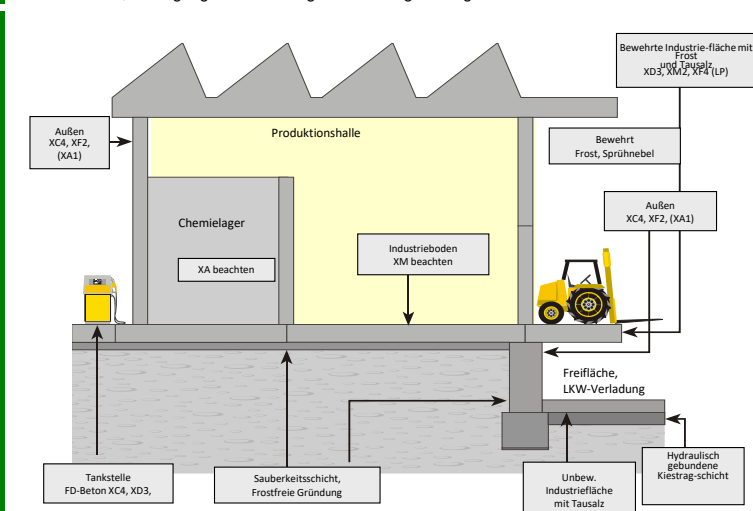 Bewehrte Industrie-fläche mit
Frost
und Tausalz
XD3, XM2, XF4 (LP)
Außen
XC4, XF2,
(XA1)
Produktionshalle
Bewehrt
Frost, Sprühnebel
Außen
XC4, XF2, (XA1)
Chemielager
XA beachten
Industrieboden
XM beachten
Freifläche,
LKW-Verladung
Tankstelle
FD-Beton XC4, XD3,
Sauberkeitsschicht,
Frostfreie Gründung
Unbew.
Industriefläche
mit Tausalz
Hydraulisch
gebundene
Kiestrag-schicht